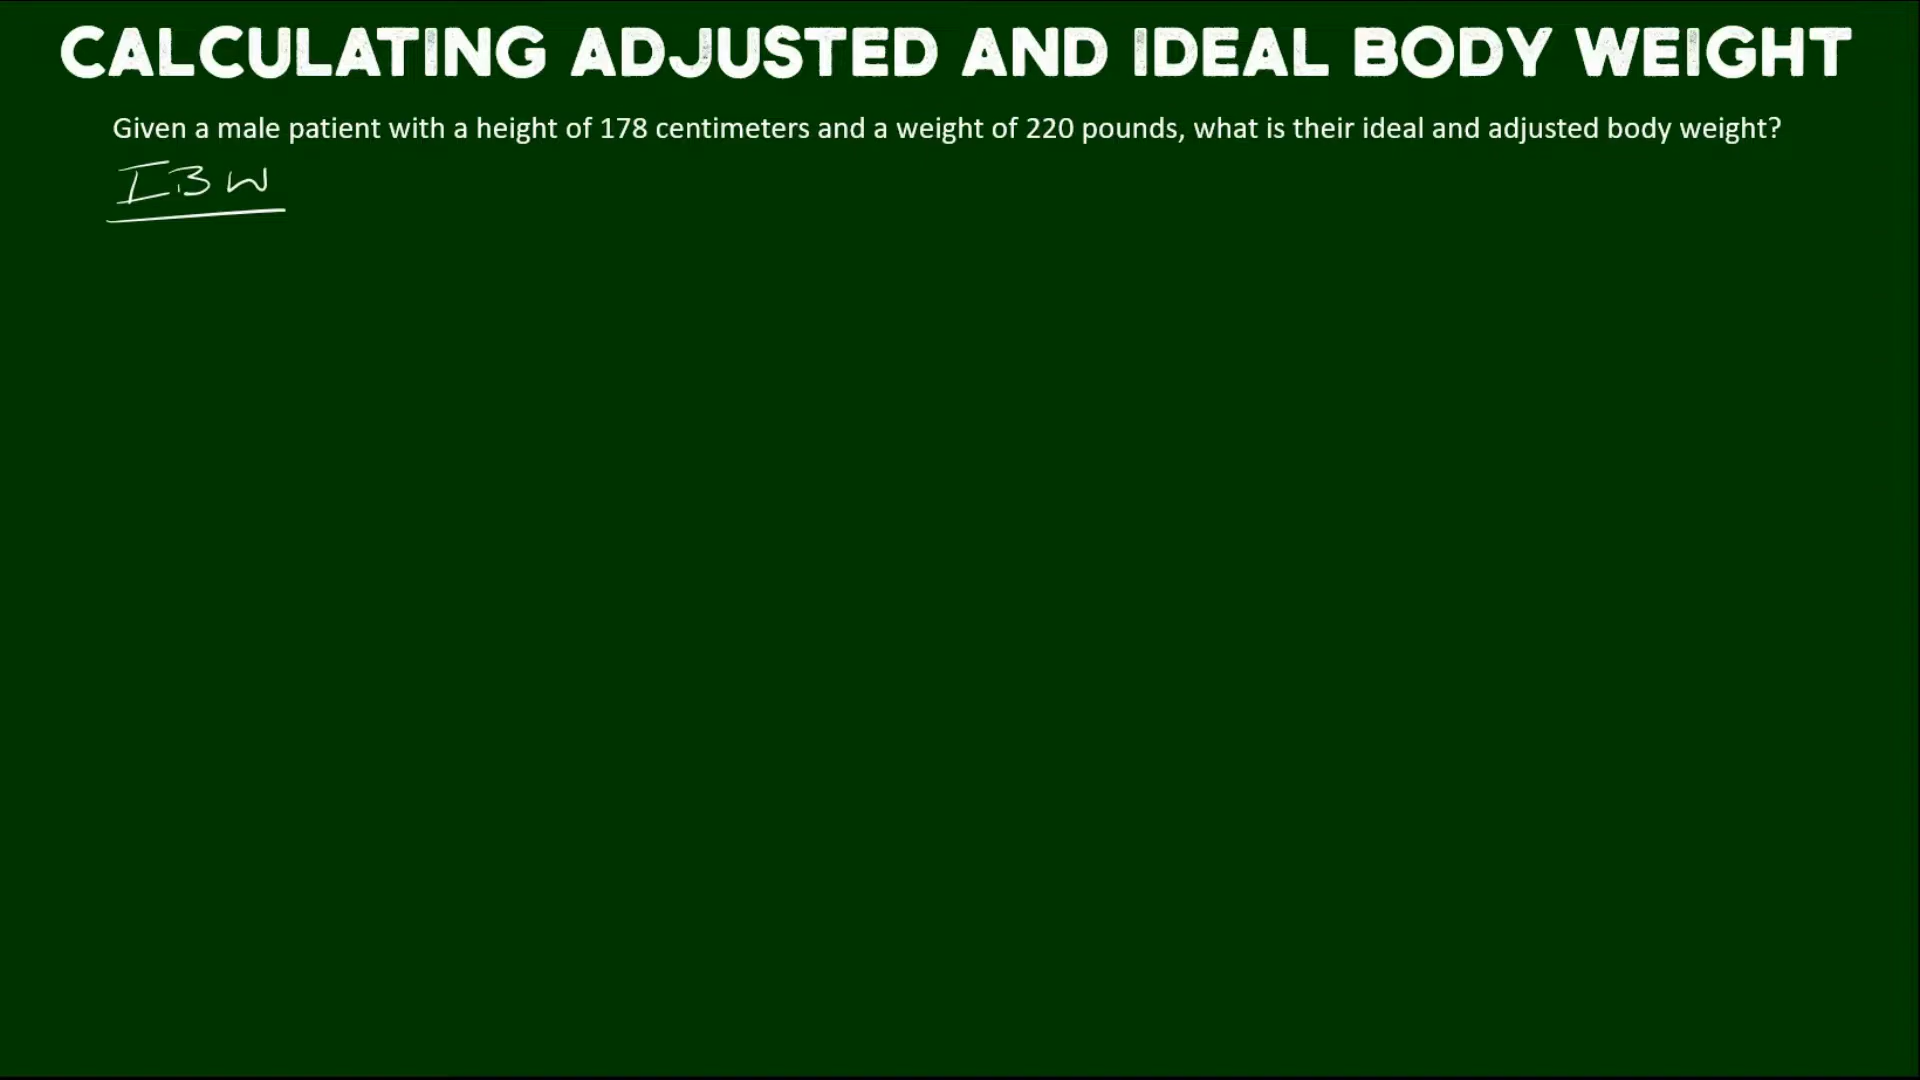 CALCULATING ADJUSTED AND IDEAL BODY WEIGHT
Given a male patient with a height of 178 centimeters and a weight of 220 pounds, what is their ideal and adjusted body weight?
IBW